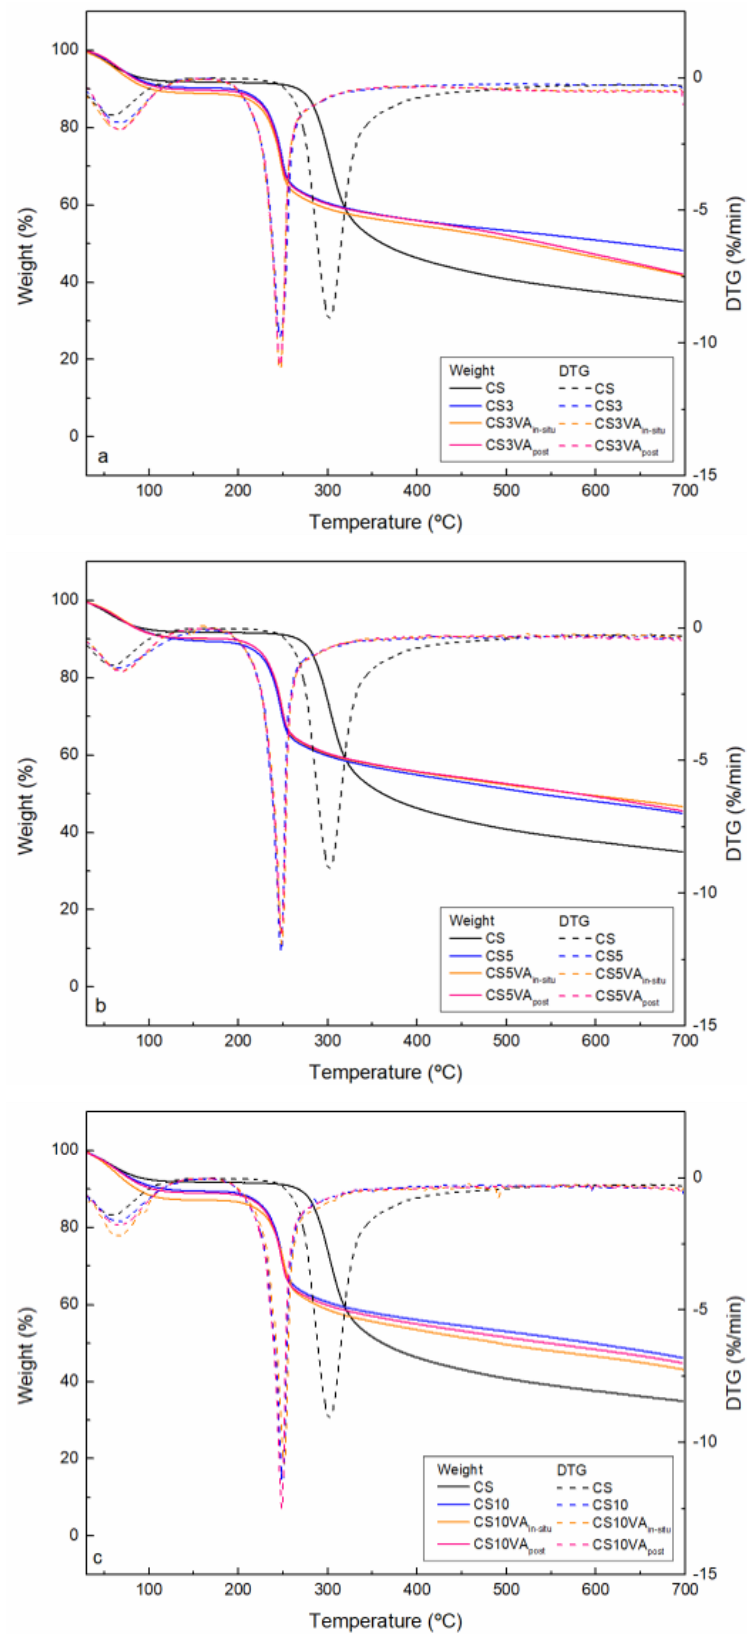 100
80
60
40
20
0
Weight (%)
0
-5
-10
-15
DTG (%/min)
Weight DTG
CS CS
CS3 CS3
CS3VAin-situ CS3VAin-situ
CS3VApost CS3VApost
a
100 200 300 400 500 600 700
Temperature (ºC)
100
80
60
40
20
0
Weight (%)
0
-5
-10
-15
DTG (%/min)
Weight DTG
CS CS
CS5 CS5
CS5VAin-situ CS5VAin-situ
CS5VApost CS5VApost
b
100 200 300 400 500 600 700
Temperature (ºC)
100
80
60
40
20
0
Weight (%)
0
-5
-10
-15
DTG (%/min)
Weight DTG
CS CS
CS10 CS10
CS10VAin-situ CS10VAin-situ
CS10VApost CS10VApost
c
100 200 300 400 500 600 700
Temperature (ºC)